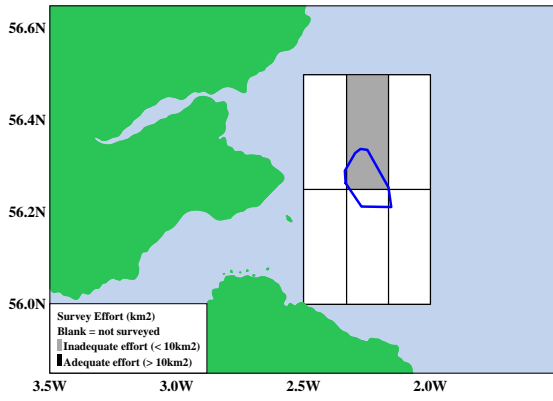 56.6N
56.4N
56.2N
56.0N
Survey Effort (km2)
Blank = not surveyed
Inadequate effort (< 10km2)
Adequate effort (> 10km2)
3.5W 3.0W 2.5W 2.0W